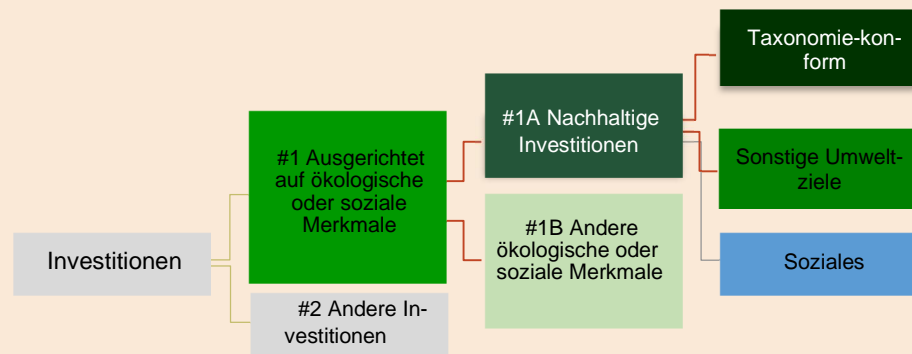 Investitionen
#1 Ausgerichtet
auf ökologische
oder soziale
Merkmale
#2 Andere In-
vestitionen
#1A Nachhaltige
Investitionen
#1B Andere
ökologische oder
soziale Merkmale
Taxonomie-kon-
form
Sonstige Umwelt-
ziele
Soziales